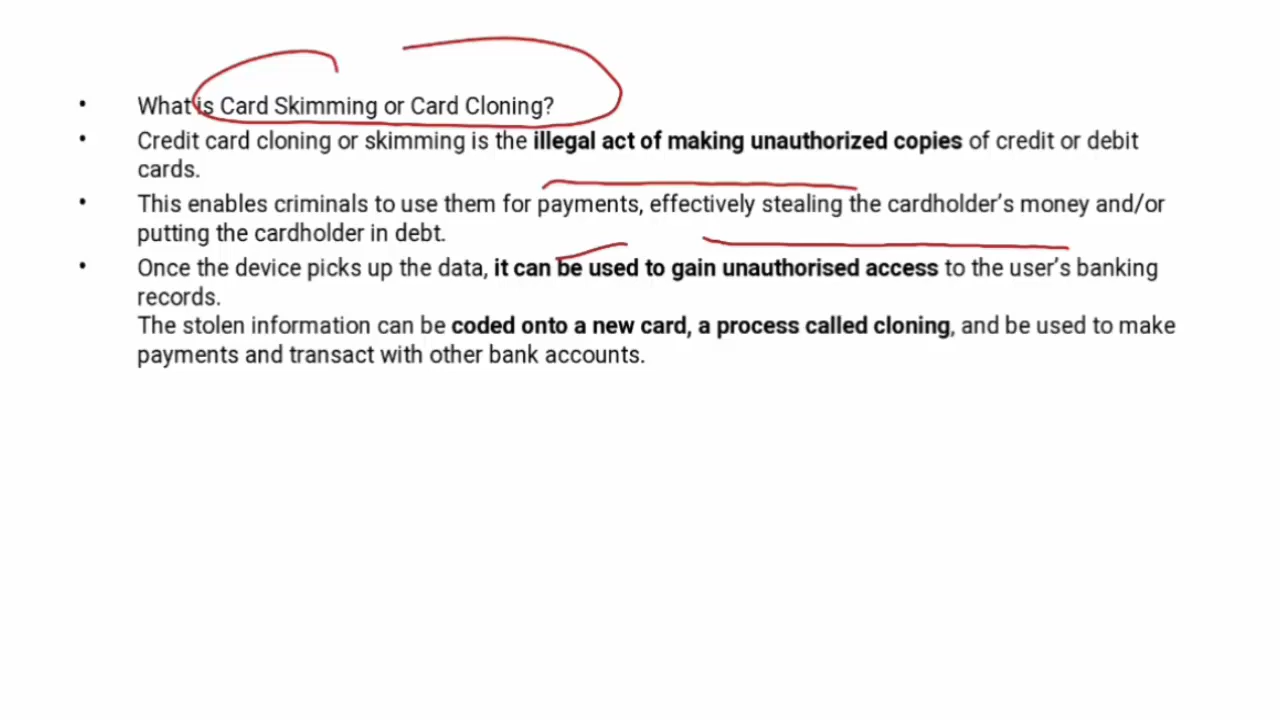 • What is Card Skimming or Card Cloning?
• Credit card cloning or skimming is the illegal act of making unauthorized copies of credit or debit
cards.
• This enables criminals to use them for payments, effectively stealing the cardholder’s money and/or
putting the cardholder in debt.
• Once the device picks up the data, it can be used to gain unauthorised access to the user’s banking
records.
The stolen information can be coded onto a new card, a process called cloning, and be used to make
payments and transact with other bank accounts.